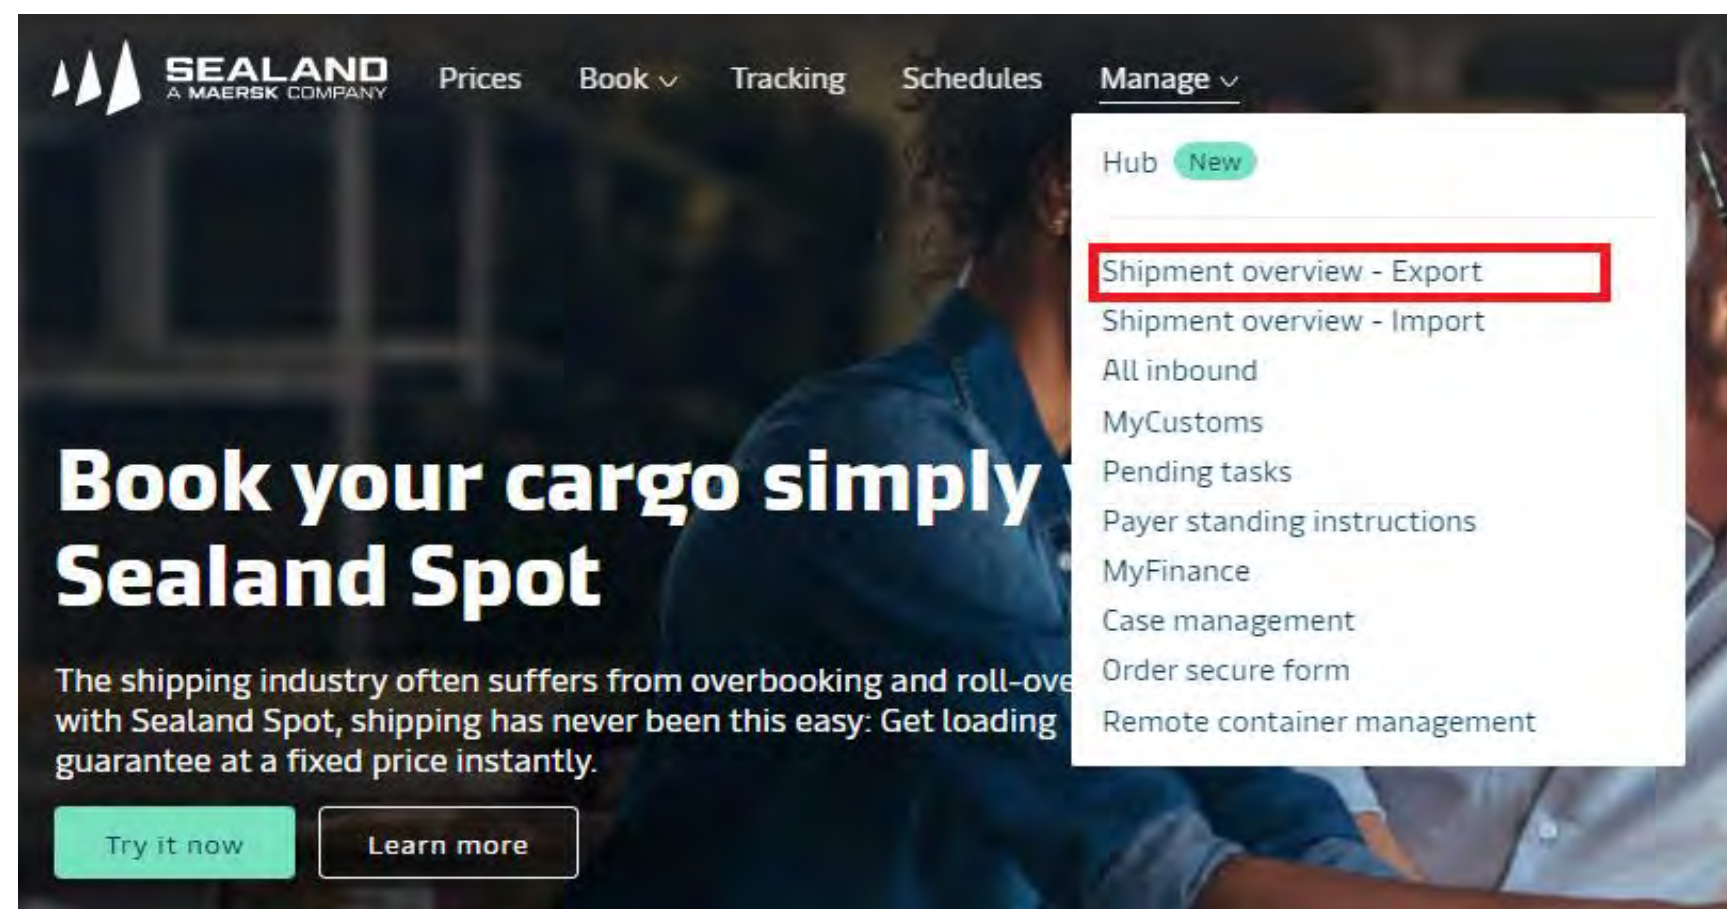 SEALAND
A MAERSK COMPANY
Prices
Book
Tracking
Schedules
Manage
Hub New
Shipment overview - Export
Shipment overview - Import
All inbound
MyCustoms
Pending tasks
Payer standing instructions
MyFinance
Case management
Order secure form
Remote container management
Book your cargo simply
Sealand Spot
The shipping industry often suffers from overbooking and roll-ove
with Sealand Spot, shipping has never been this easy: Get loading
guarantee at a fixed price instantly.
Try it now
Learn more